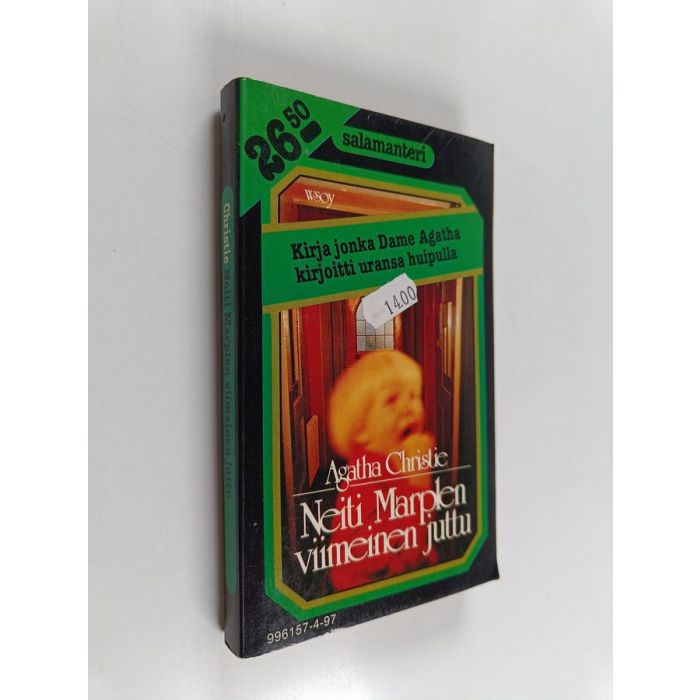 26 50
salamanteri
wsoy
Kirja jonka Dame Agatha
kirjoitti uransa huipulla
14.00
Agatha Christie
Neiti Marplen
viimeinen juttu
996157-4-97
Christie Neiti Marplen viimeinen juttu